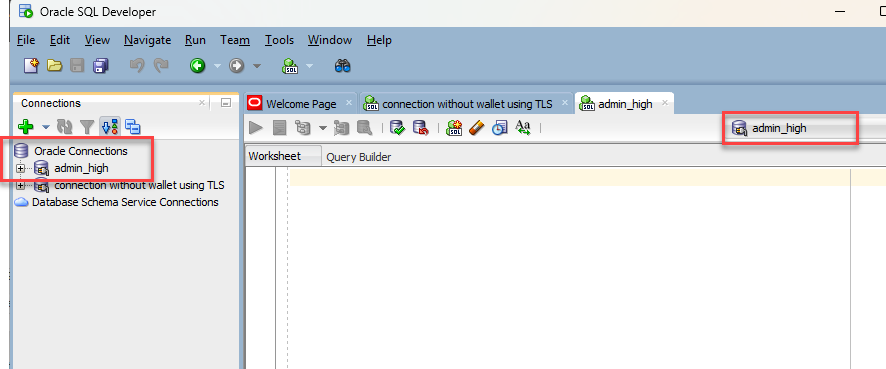 Oracle SQL Developer
File Edit View Navigate Run Team Tools Window Help
SQL
Connections
Welcome Page
connection without wallet using TLS
admin_high
admin_high
Oracle Connections
admin_high
connection without wallet using TLS
Database Schema Service Connections
Worksheet
Query Builder